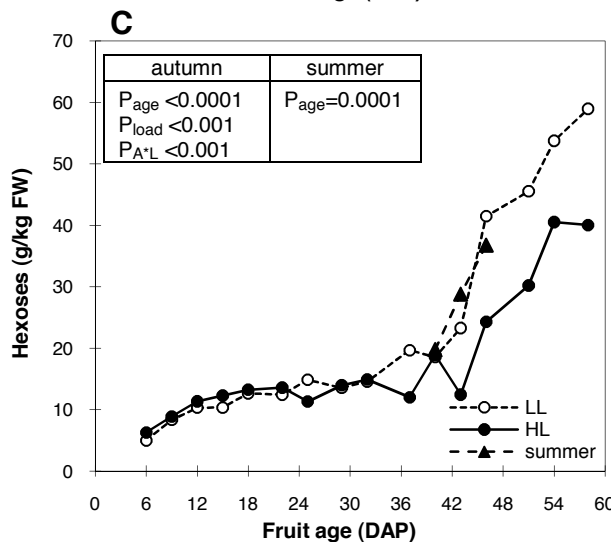 C
autumn summer
P_age <0.0001 P_age=0.0001
P_load <0.001
P_A*L <0.001
70
60
50
40
30
20
10
0
Hexoses (g/kg FW)
LL
HL
summer
0 6 12 18 24 30 36 42 48 54 60
Fruit age (DAP)